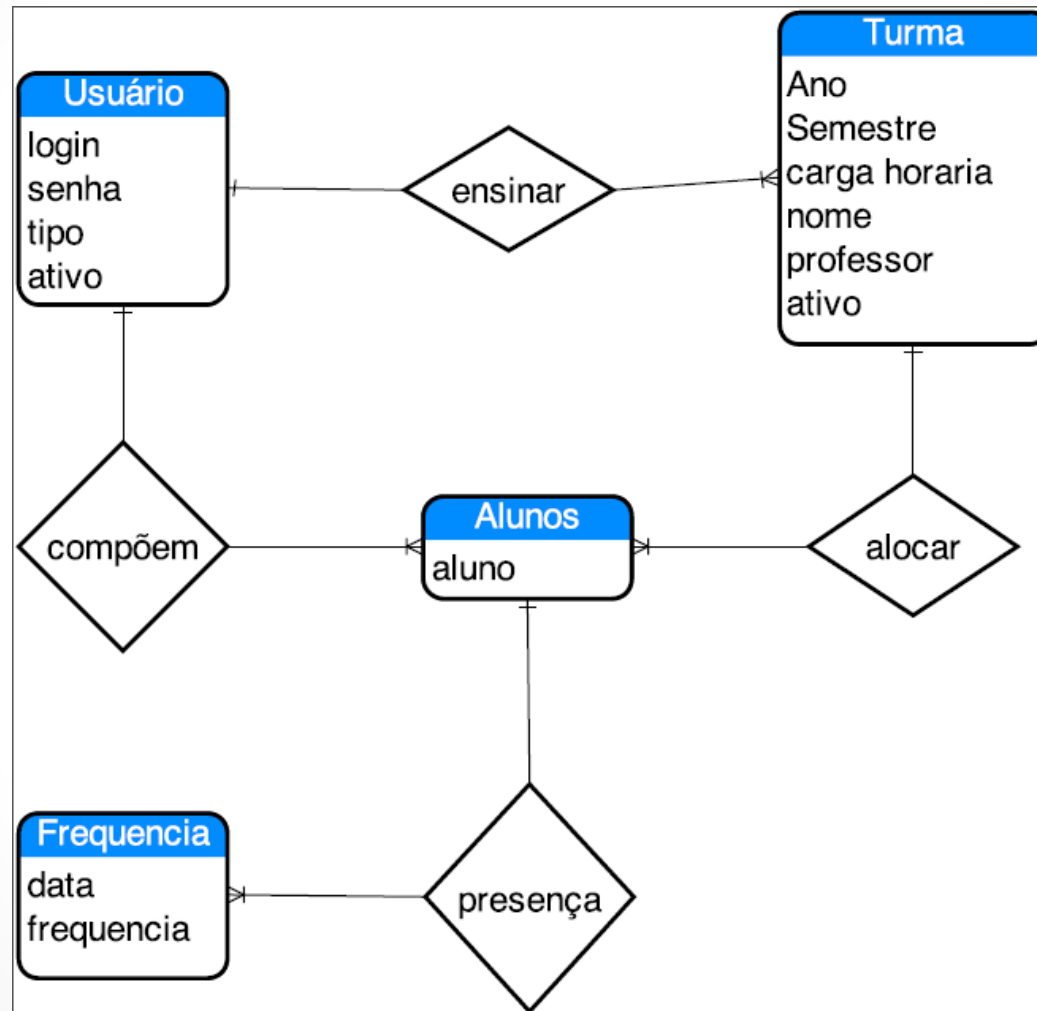 Usuário
login
senha
tipo
ativo
ensinar
Turma
Ano
Semestre
carga horaria
nome
professor
ativo
compõem
Alunos
aluno
alocar
Frequencia
data
frequencia
presença